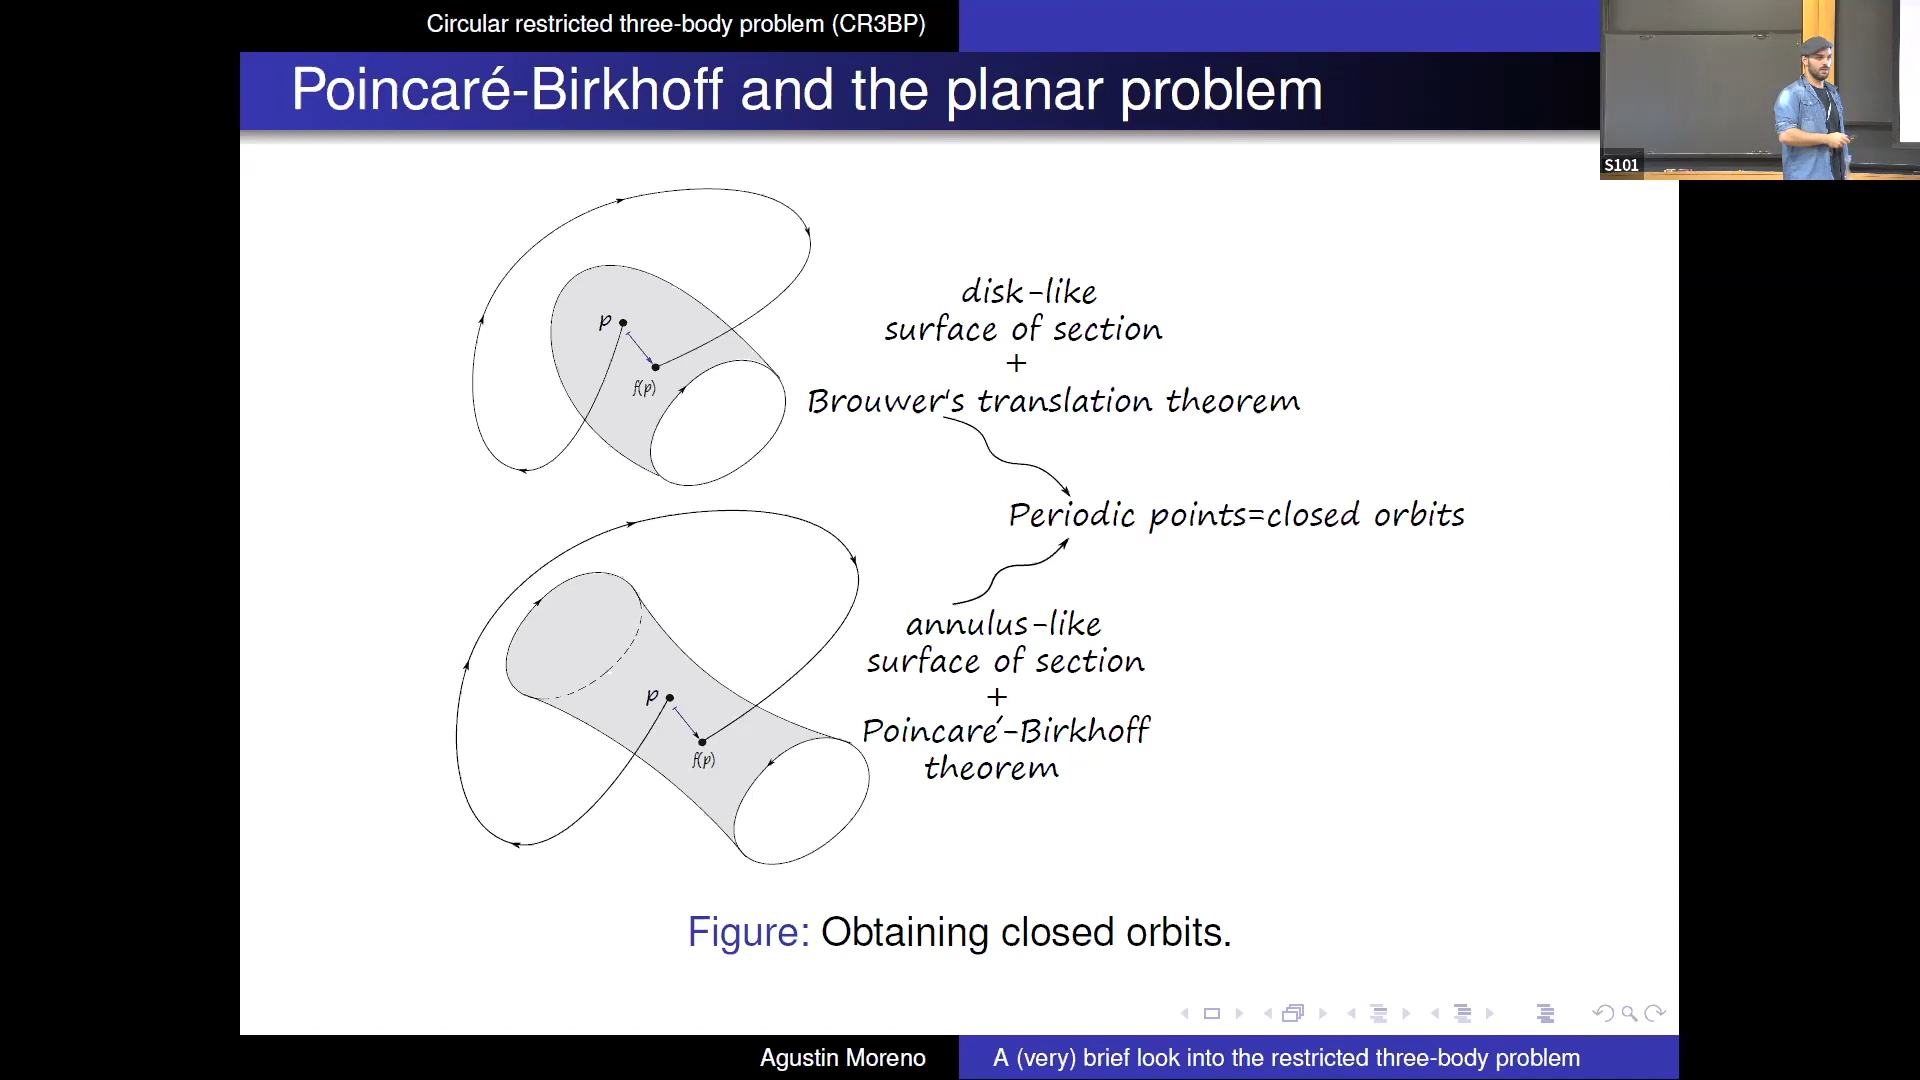 Circular restricted three-body problem (CR3BP)
Poincaré-Birkhoff and the planar problem
S101
p
f(p)
disk-like
surface of section
+
Brouwer's translation theorem
Periodic points=closed orbits
p
f(p)
annulus-like
surface of section
+
Poincaré-Birkhoff
theorem
Figure: Obtaining closed orbits.
Agustin Moreno
A (very) brief look into the restricted three-body problem